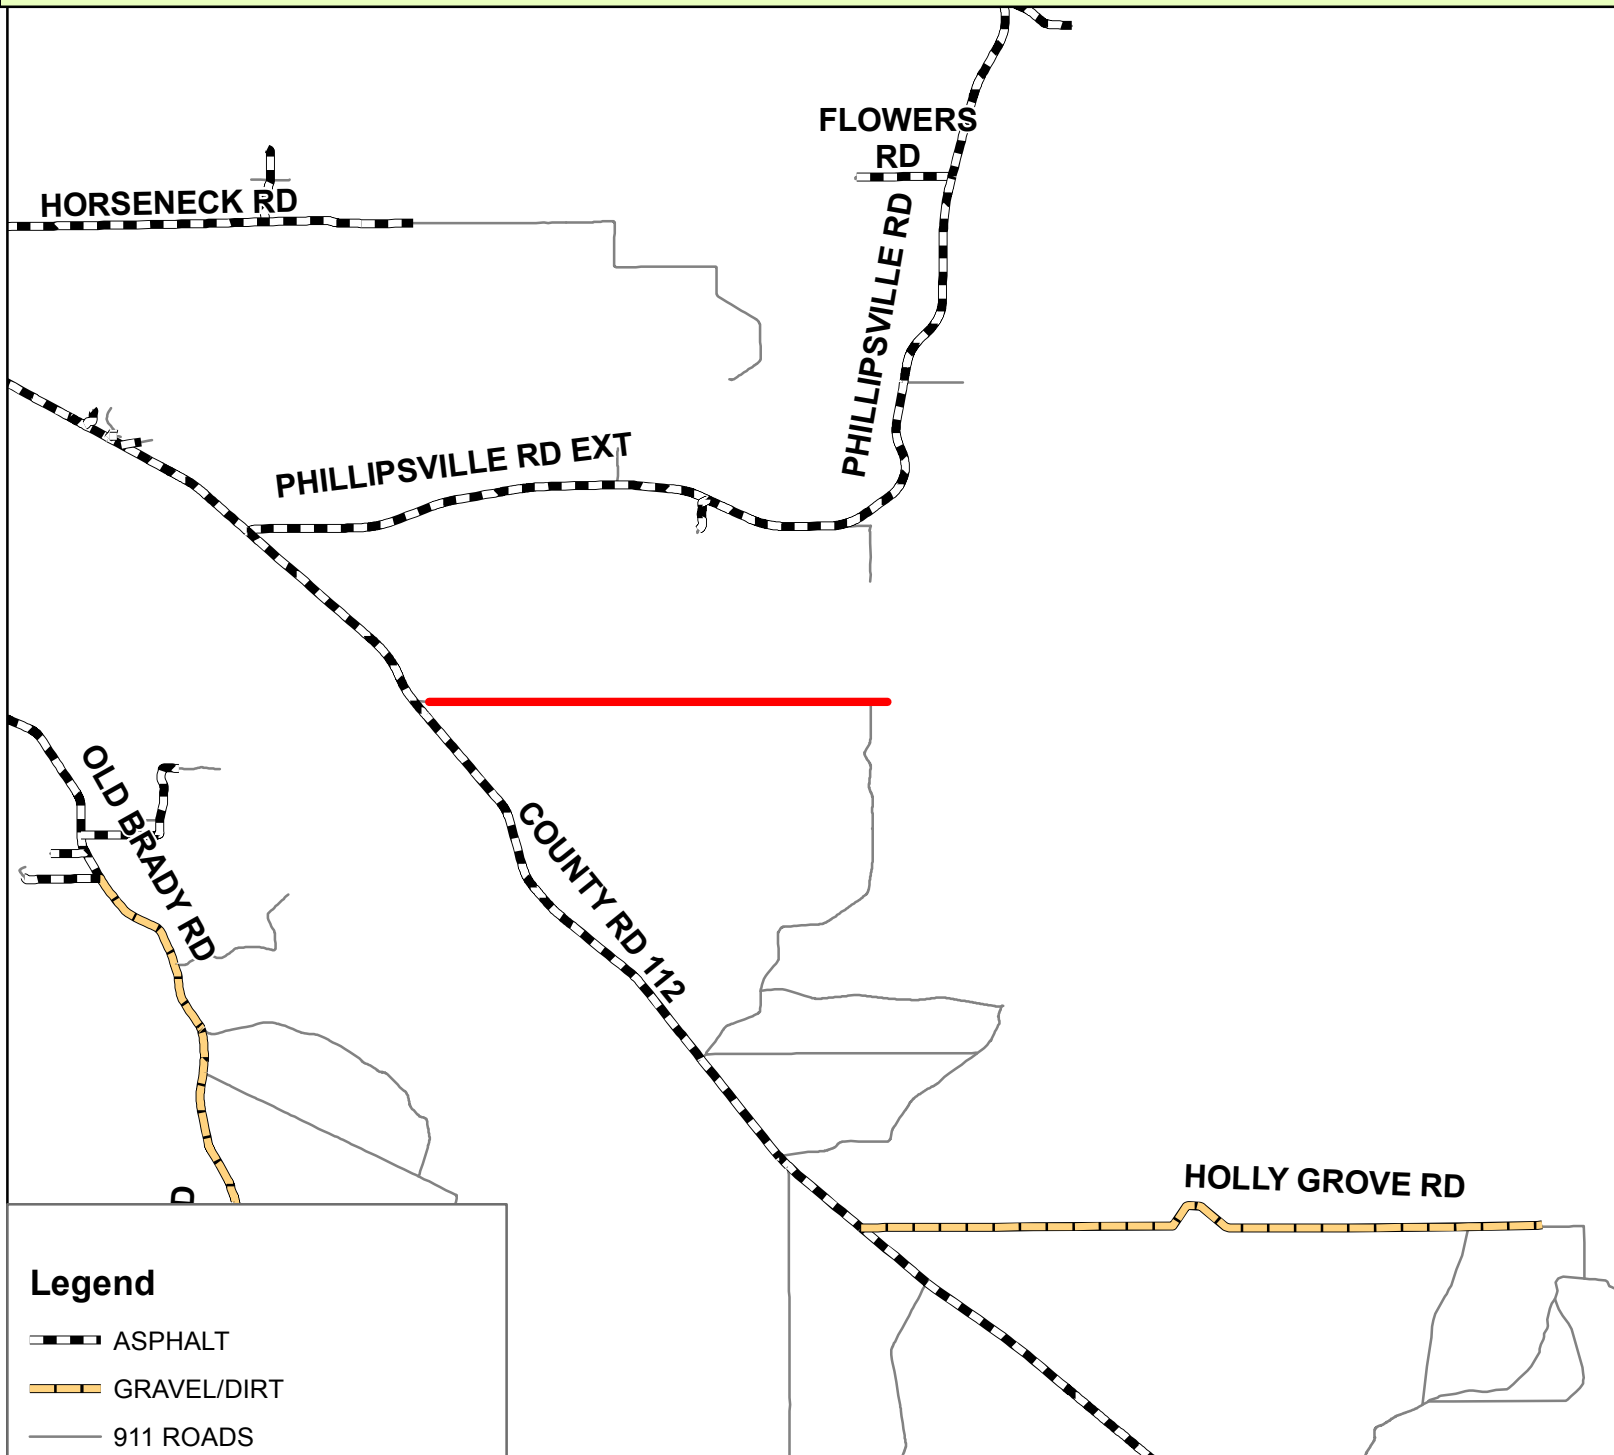 FLOWERS
RD
HORSENECK RD
PHILLIPSVILLE RD
PHILLIPSVILLE RD EXT
OLD BRADY RD
COUNTY RD 112
HOLLY GROVE RD
D
Legend
ASPHALT
GRAVEL/DIRT
911 ROADS